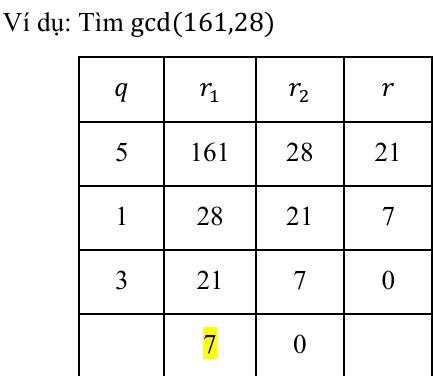 Ví dụ: Tìm gcd(161,28)
q r₁ r₂ r
5 161 28 21
1 28 21 7
3 21 7 0
7 0